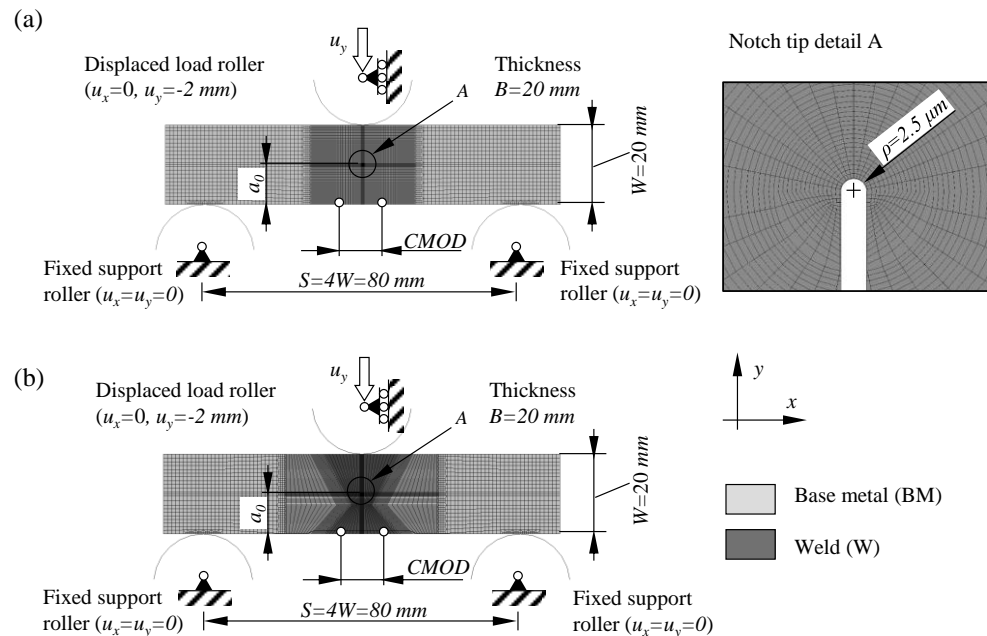 (a)
u_y
Displaced load roller
(u_x=0, u_y=-2 mm)
A
Thickness
B=20 mm
Notch tip detail A
ρ=2.5 μm
W=20 mm
a_0
CMOD
Fixed support
roller (u_x=u_y=0)
S=4W=80 mm
Fixed support
roller (u_x=u_y=0)
(b)
u_y
Displaced load roller
(u_x=0, u_y=-2 mm)
A
Thickness
B=20 mm
y
x
W=20 mm
a_0
Base metal (BM)
Weld (W)
CMOD
Fixed support
roller (u_x=u_y=0)
S=4W=80 mm
Fixed support
roller (u_x=u_y=0)